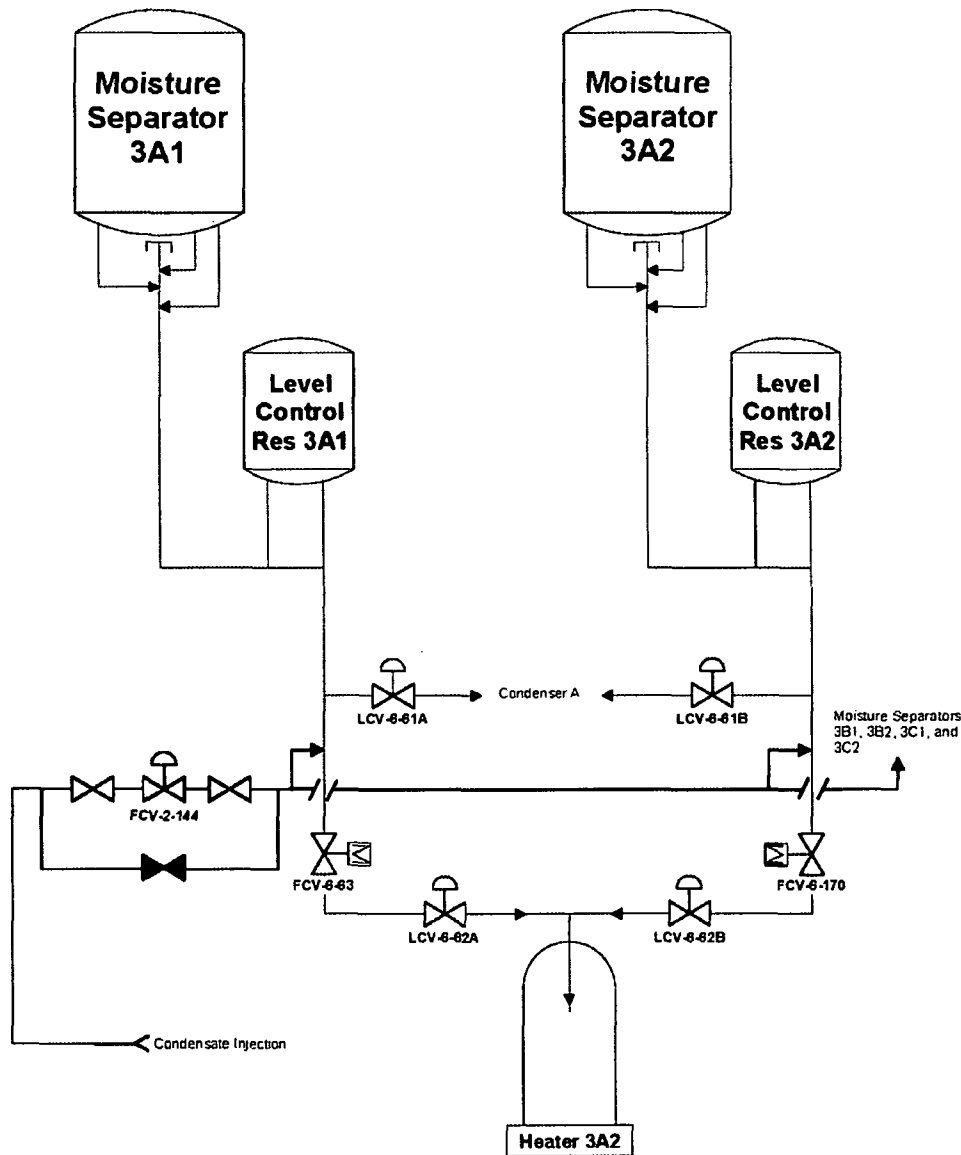 Moisture
Separator
3A1
Moisture
Separator
3A2
Level
Control
Res 3A1
Level
Control
Res 3A2
LCV-6-61A
Condenser A
LCV-6-61B
Moisture Separators
3B1, 3B2, 3C1, and
3C2
FCV-2-144
FCV-6-63
FCV-6-170
LCV-6-62A
LCV-6-62B
Condensate Injection
Heater 3A2